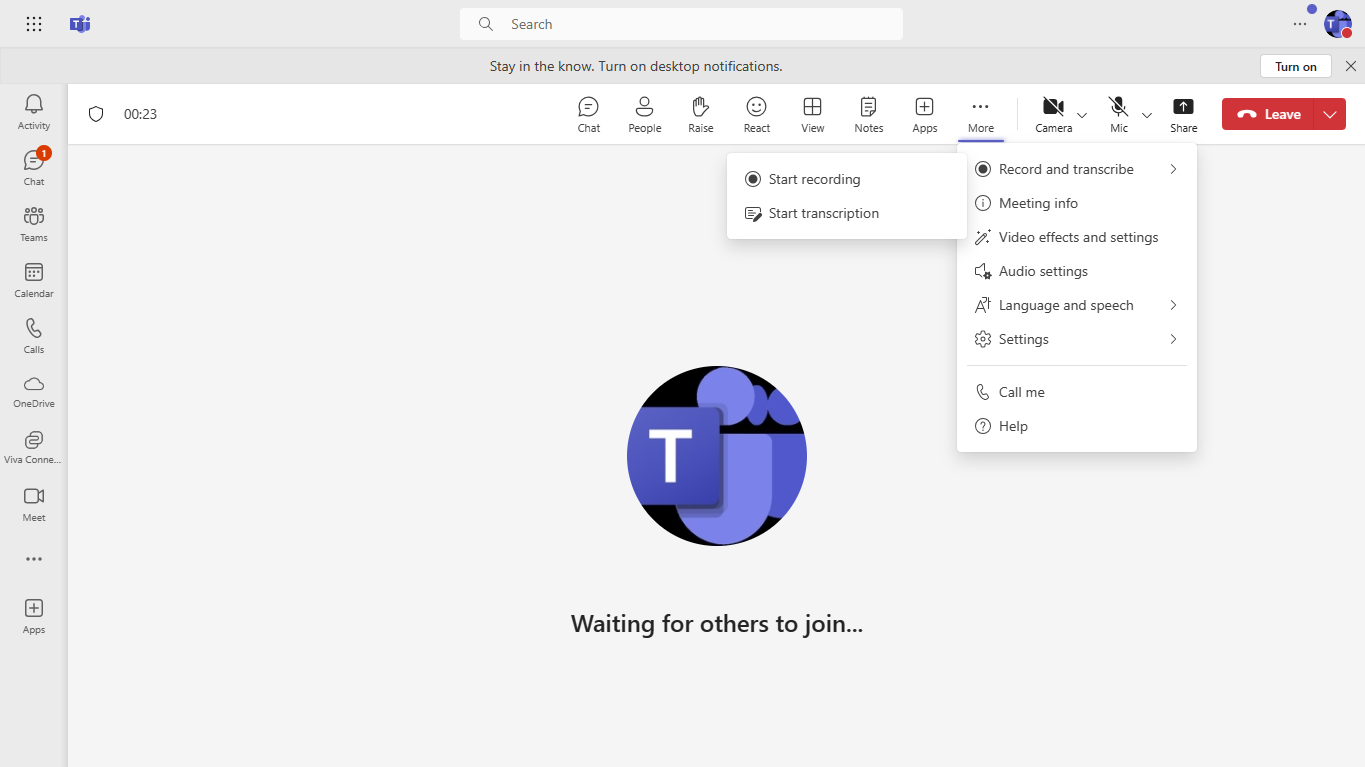 T
Search
T
Stay in the know. Turn on desktop notifications.
Turn on
Activity
1
Chat
Teams
Calendar
Calls
OneDrive
Viva Conne...
Meet
Apps
00:23
Chat
People
Raise
React
View
Notes
Apps
More
Camera
Mic
Share
Leave
Start recording
Start transcription
Record and transcribe
Meeting info
Video effects and settings
Audio settings
Language and speech
Settings
Call me
Help
T
Waiting for others to join...